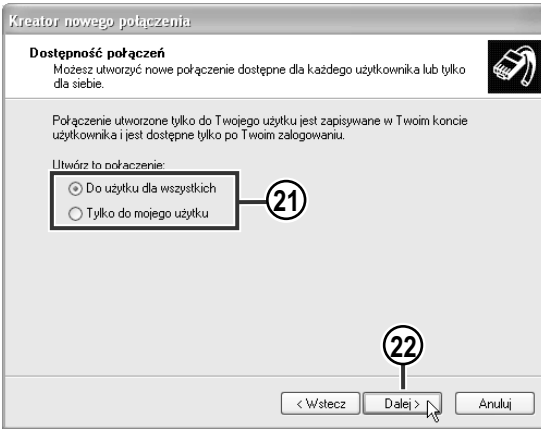 Kreator nowego połączenia
Dostępność połączeń
Możesz utworzyć nowe połączenie dostępne dla każdego użytkownika lub tylko
dla siebie.
Połączenie utworzone tylko do Twojego użytku jest zapisywane w Twoim koncie
użytkownika i jest dostępne tylko po Twoim zalogowaniu.
Utwórz to połączenie:
Do użytku dla wszystkich
21
Tylko do mojego użytku
22
< Wstecz Dalej > Anuluj